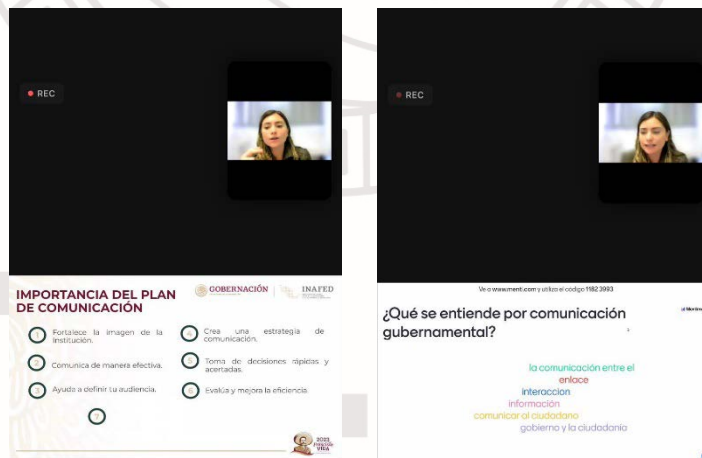 REC
IMPORTANCIA DEL PLAN
DE COMUNICACIÓN
GOBERNACIÓN
INAFED
1
Fortalece la imagen de la
Institución.
2
Comunica de manera efectiva.
3
Ayuda a definir tu audiencia.
4
Crea una estrategia de
comunicación.
5
Toma de decisiones rápidas y
acertadas.
6
Evalúa y mejora la eficiencia.
7
2023
VILLA
REC
Ve a www.menti.com y utiliza el código 1182 3993
¿Qué se entiende por comunicación
gubernamental?
la comunicación entre el
enlace
interaccion
información
comunicar al ciudadano
gobierno y la ciudadanía